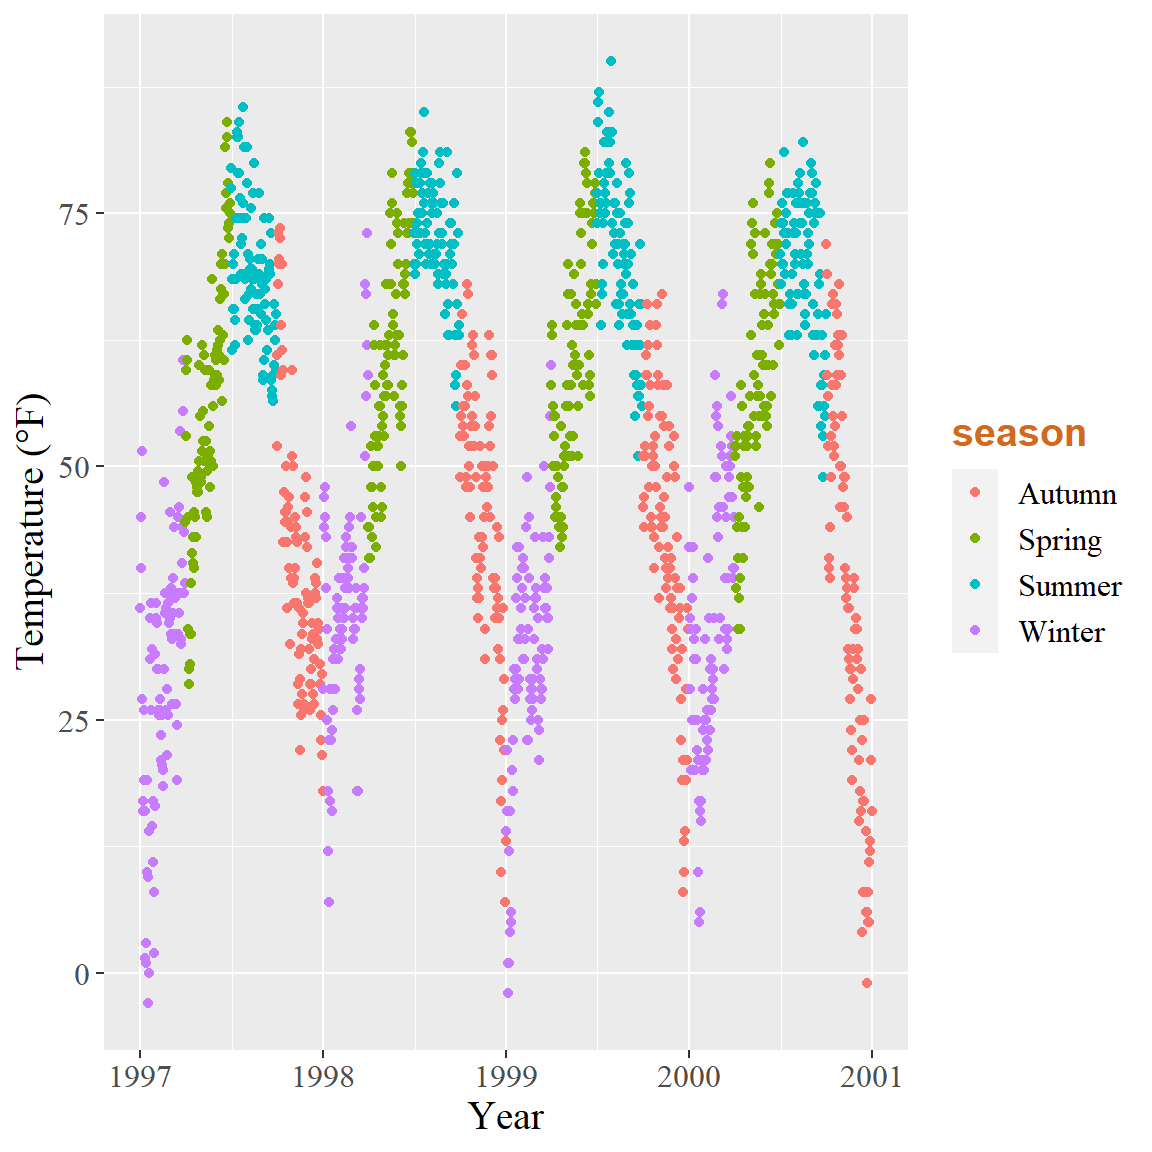 Temperature (°F)
75
50
25
0
1997 1998 1999 2000 2001
Year
season
Autumn
Spring
Summer
Winter